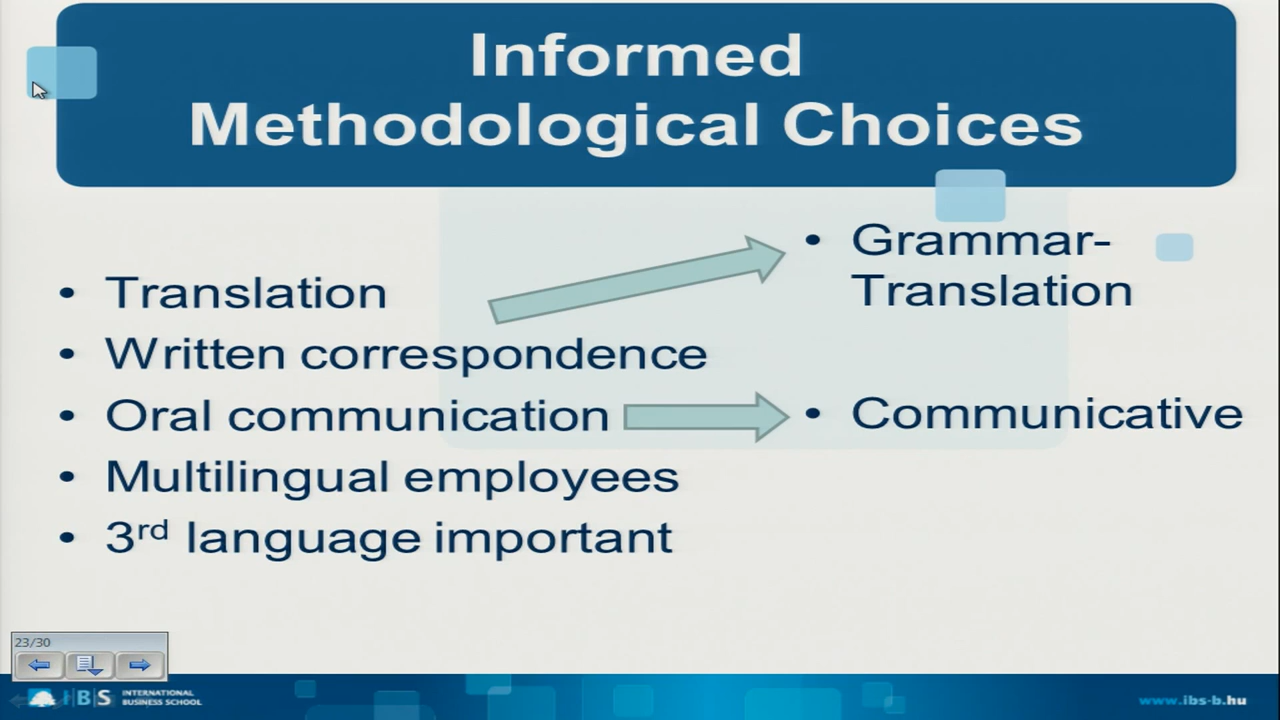 Informed
Methodological Choices
• Translation
• Written correspondence
• Oral communication
• Multilingual employees
• 3rd language important
• Grammar-
Translation
• Communicative
23/30
IBS INTERNATIONAL
BUSINESS SCHOOL
www.ibs-b.hu